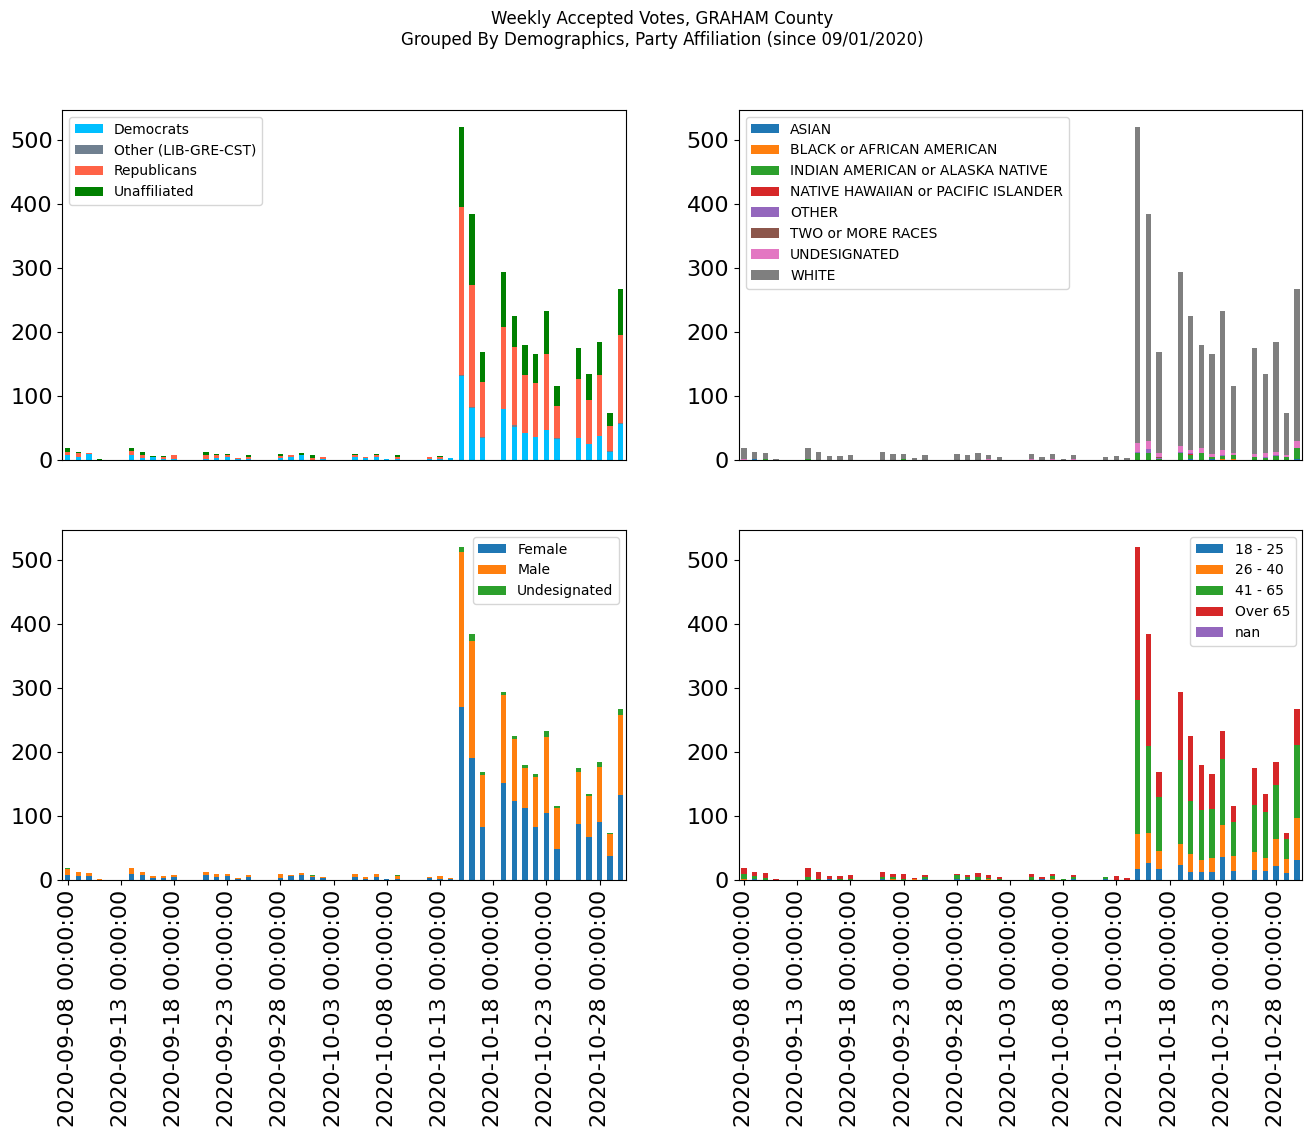 Weekly Accepted Votes, GRAHAM County
Grouped By Demographics, Party Affiliation (since 09/01/2020)
500
400
300
200
100
0
Democrats
Other (LIB-GRE-CST)
Republicans
Unaffiliated
500
400
300
200
100
0
ASIAN
BLACK or AFRICAN AMERICAN
INDIAN AMERICAN or ALASKA NATIVE
NATIVE HAWAIIAN or PACIFIC ISLANDER
OTHER
TWO or MORE RACES
UNDESIGNATED
WHITE
500
400
300
200
100
0
Female
Male
Undesignated
2020-09-08 00:00:00
2020-09-13 00:00:00
2020-09-18 00:00:00
2020-09-23 00:00:00
2020-09-28 00:00:00
2020-10-03 00:00:00
2020-10-08 00:00:00
2020-10-13 00:00:00
2020-10-18 00:00:00
2020-10-23 00:00:00
2020-10-28 00:00:00
500
400
300
200
100
0
18 - 25
26 - 40
41 - 65
Over 65
nan
2020-09-08 00:00:00
2020-09-13 00:00:00
2020-09-18 00:00:00
2020-09-23 00:00:00
2020-09-28 00:00:00
2020-10-03 00:00:00
2020-10-08 00:00:00
2020-10-13 00:00:00
2020-10-18 00:00:00
2020-10-23 00:00:00
2020-10-28 00:00:00